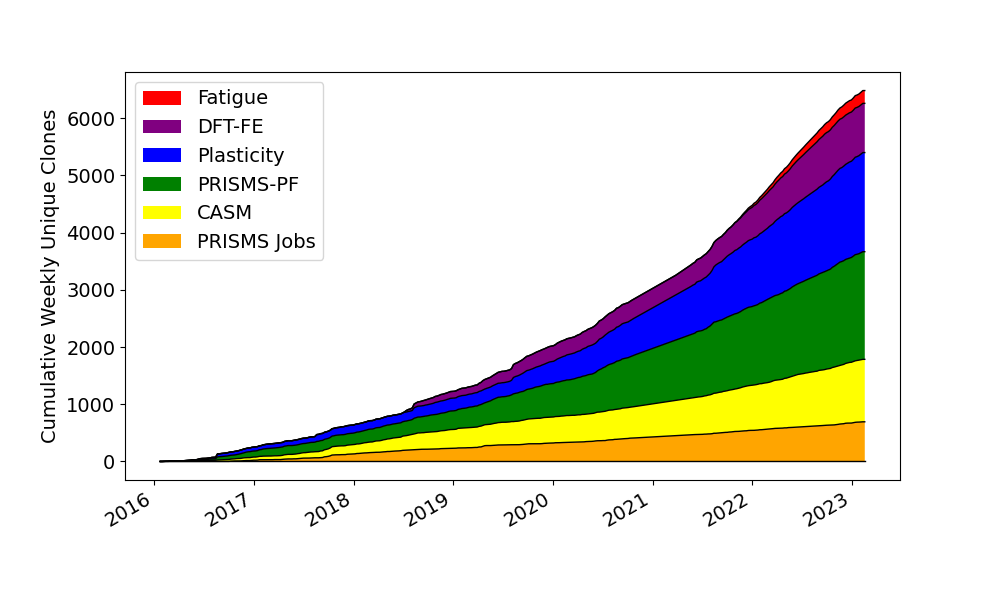 Fatigue
DFT-FE
Plasticity
PRISMS-PF
CASM
PRISMS Jobs
Cumulative Weekly Unique Clones
6000
5000
4000
3000
2000
1000
0
2016
2017
2018
2019
2020
2021
2022
2023